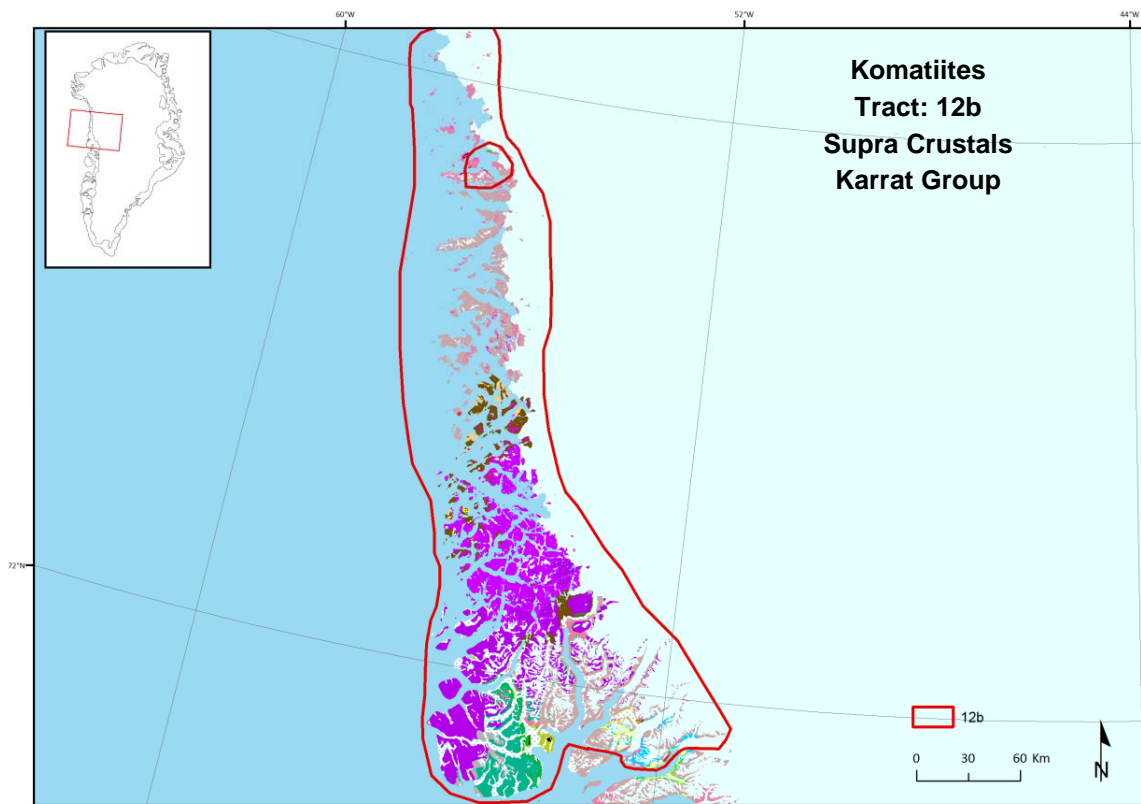 60°W
52°W
44°W
Komatiites
Tract: 12b
Supra Crustals
Karrat Group
72°N
12b
0 30 60 Km
N